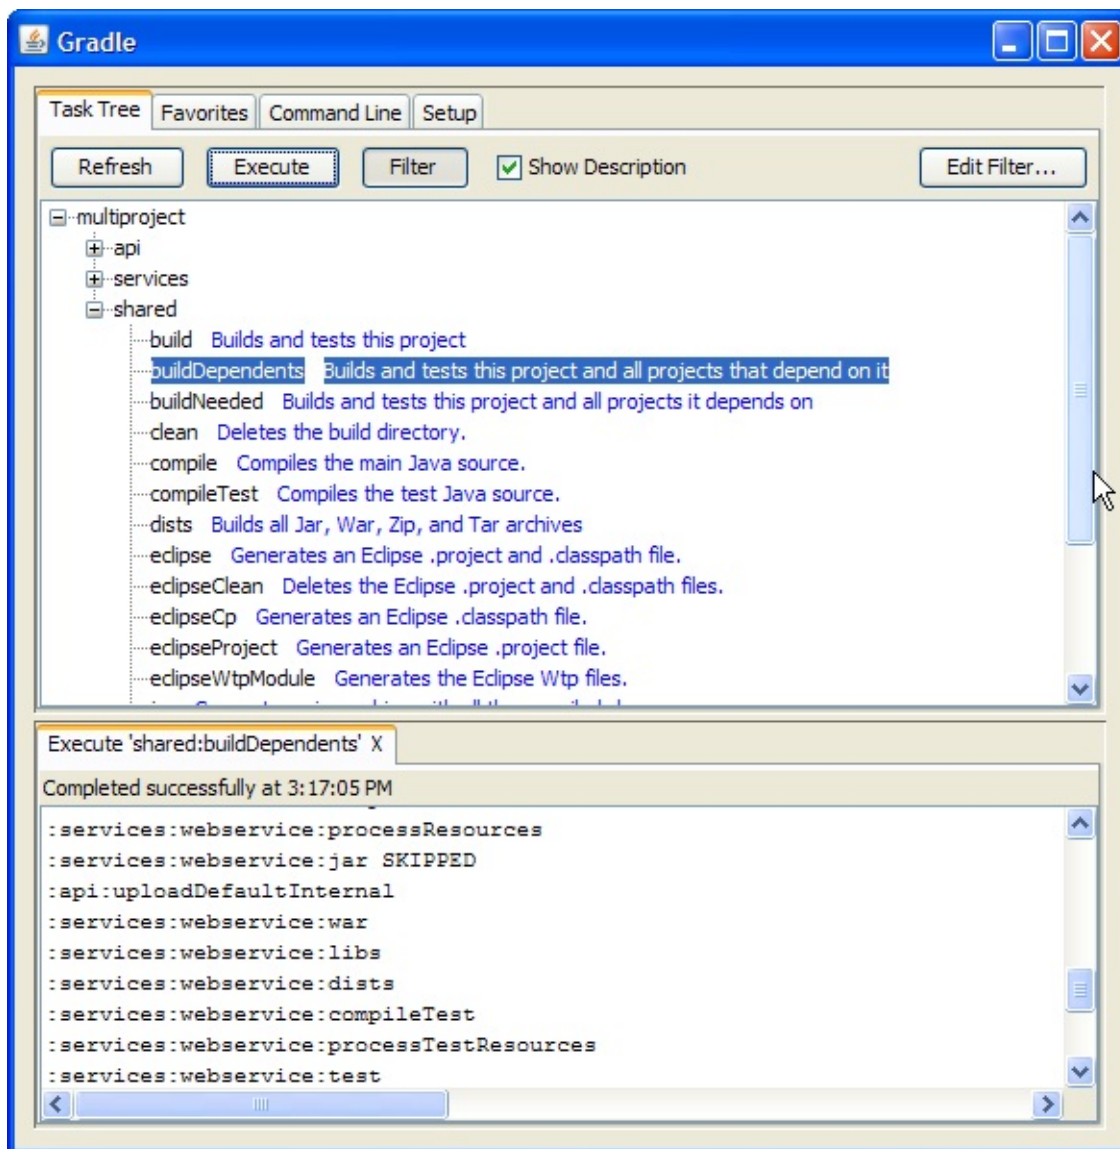 Gradle
Task Tree Favorites Command Line Setup
Refresh Execute Filter Show Description Edit Filter...
multiproject
api
services
shared
build Builds and tests this project
buildDependents Builds and tests this project and all projects that depend on it
buildNeeded Builds and tests this project and all projects it depends on
clean Deletes the build directory.
compile Compiles the main Java source.
compileTest Compiles the test Java source.
dists Builds all Jar, War, Zip, and Tar archives
eclipse Generates an Eclipse .project and .classpath file.
eclipseClean Deletes the Eclipse .project and .classpath files.
eclipseCp Generates an Eclipse .classpath file.
eclipseProject Generates an Eclipse .project file.
eclipseWtpModule Generates the Eclipse Wtp files.
Execute 'shared:buildDependents' X
Completed successfully at 3:17:05 PM
:services:webservice:processResources
:services:webservice:jar SKIPPED
:api:uploadDefaultInternal
:services:webservice:war
:services:webservice:libs
:services:webservice:dists
:services:webservice:compileTest
:services:webservice:processTestResources
:services:webservice:test